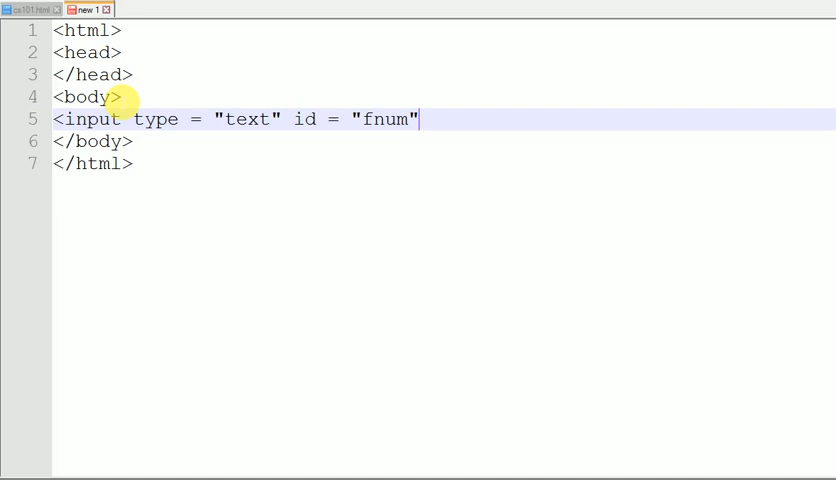 cs101.html new 1
1 <html>
2 <head>
3 </head>
4 <body>
5 <input type = "text" id = "fnum"
6 </body>
7 </html>